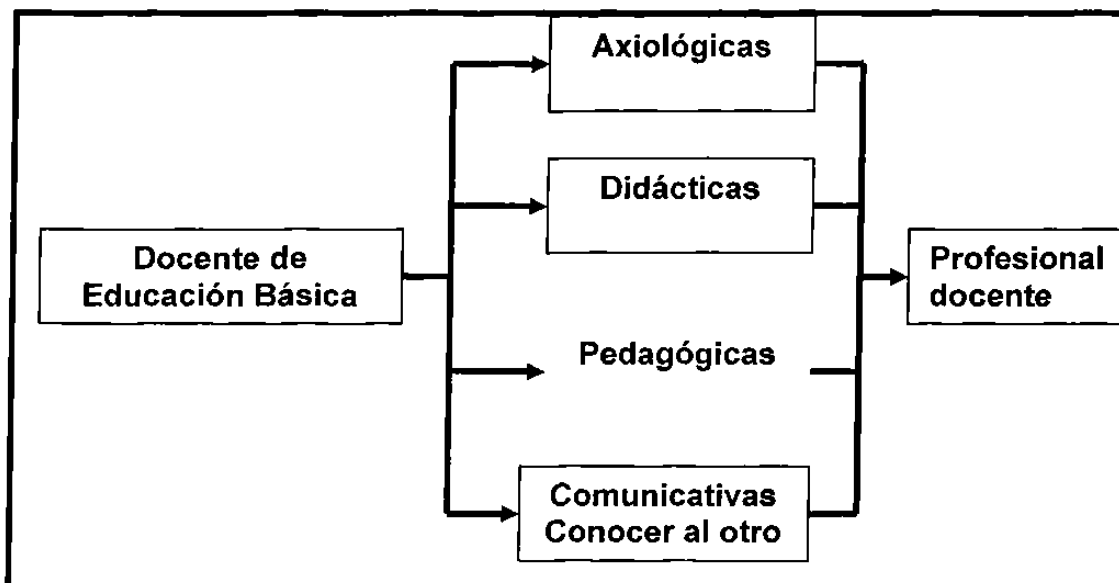 Axiológicas
Didácticas
Docente de
Educación Básica
Profesional
docente
Pedagógicas
Comunicativas
Conocer al otro